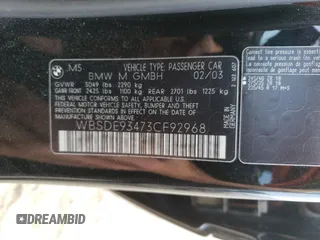 M5 VEHICLE TYPE: PASSENGER CAR
BMW M GMBH 02/03
GVWR 5049 lbs 2290 kg
GAWR FRONT 2425 lbs 1100 kg REAR 2701 lbs 1225 kg
THIS VEHICLE CONFORMS TO ALL APPLICABLE FEDERAL
MOTOR VEHICLE SAFETY, BUMPER, AND THEFT PREVENTION
STANDARDS IN EFFECT ON THE DATE OF MANUFACTURE
SHOWN ABOVE
WBSDE93473CF92968
DREAMBID